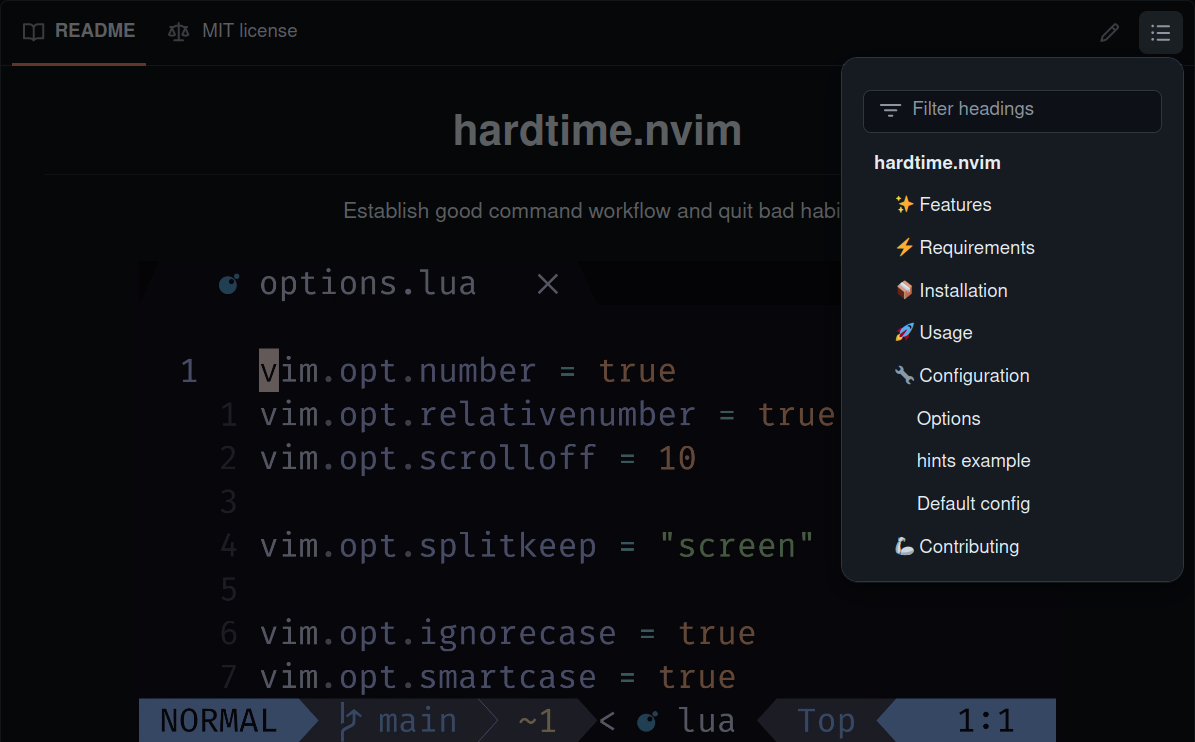 README MIT license
hardtime.nvim
Establish good command workflow and quit bad habi
options.lua
1 vim.opt.number = true
1 vim.opt.relativenumber = true
2 vim.opt.scrolloff = 10
3
4 vim.opt.splitkeep = "screen"
5
6 vim.opt.ignorecase = true
7 vim.opt.smartcase = true
NORMAL main ~1 < lua Top 1:1
Filter headings
hardtime.nvim
✨ Features
⚡ Requirements
📦 Installation
🚀 Usage
🔧 Configuration
Options
hints example
Default config
🦾 Contributing